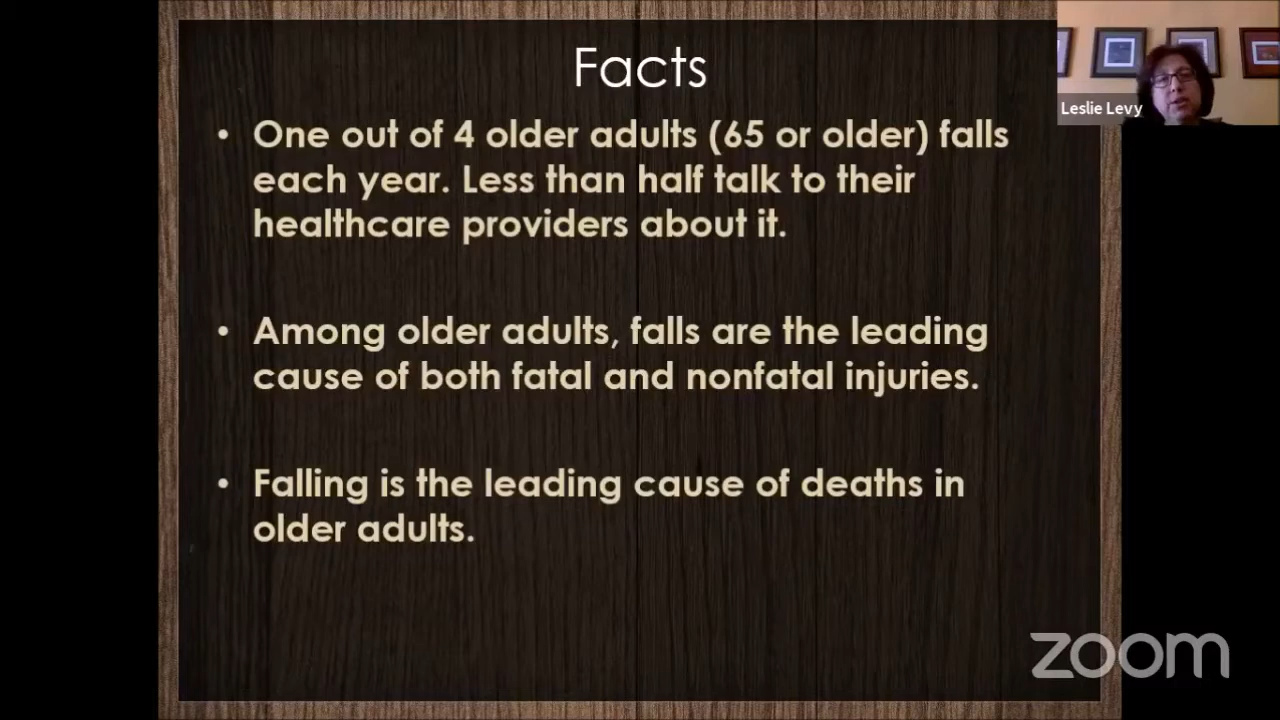 Facts
Leslie Levy
• One out of 4 older adults (65 or older) falls
each year. Less than half talk to their
healthcare providers about it.
• Among older adults, falls are the leading
cause of both fatal and nonfatal injuries.
• Falling is the leading cause of deaths in
older adults.
zoom